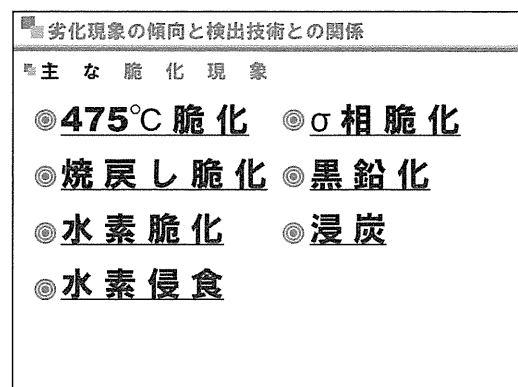 劣化現象の傾向と検出技術との関係
主な脆化現象
475℃脆化
σ相脆化
焼戻し脆化
黒鉛化
水素脆化
浸炭
水素侵食